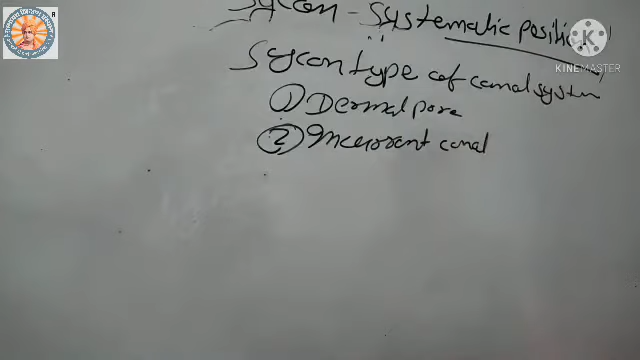 Sycon - Systematic position
Sycon type of canal system
① Dermal pore
② Incurrent canal
KINEMASTER